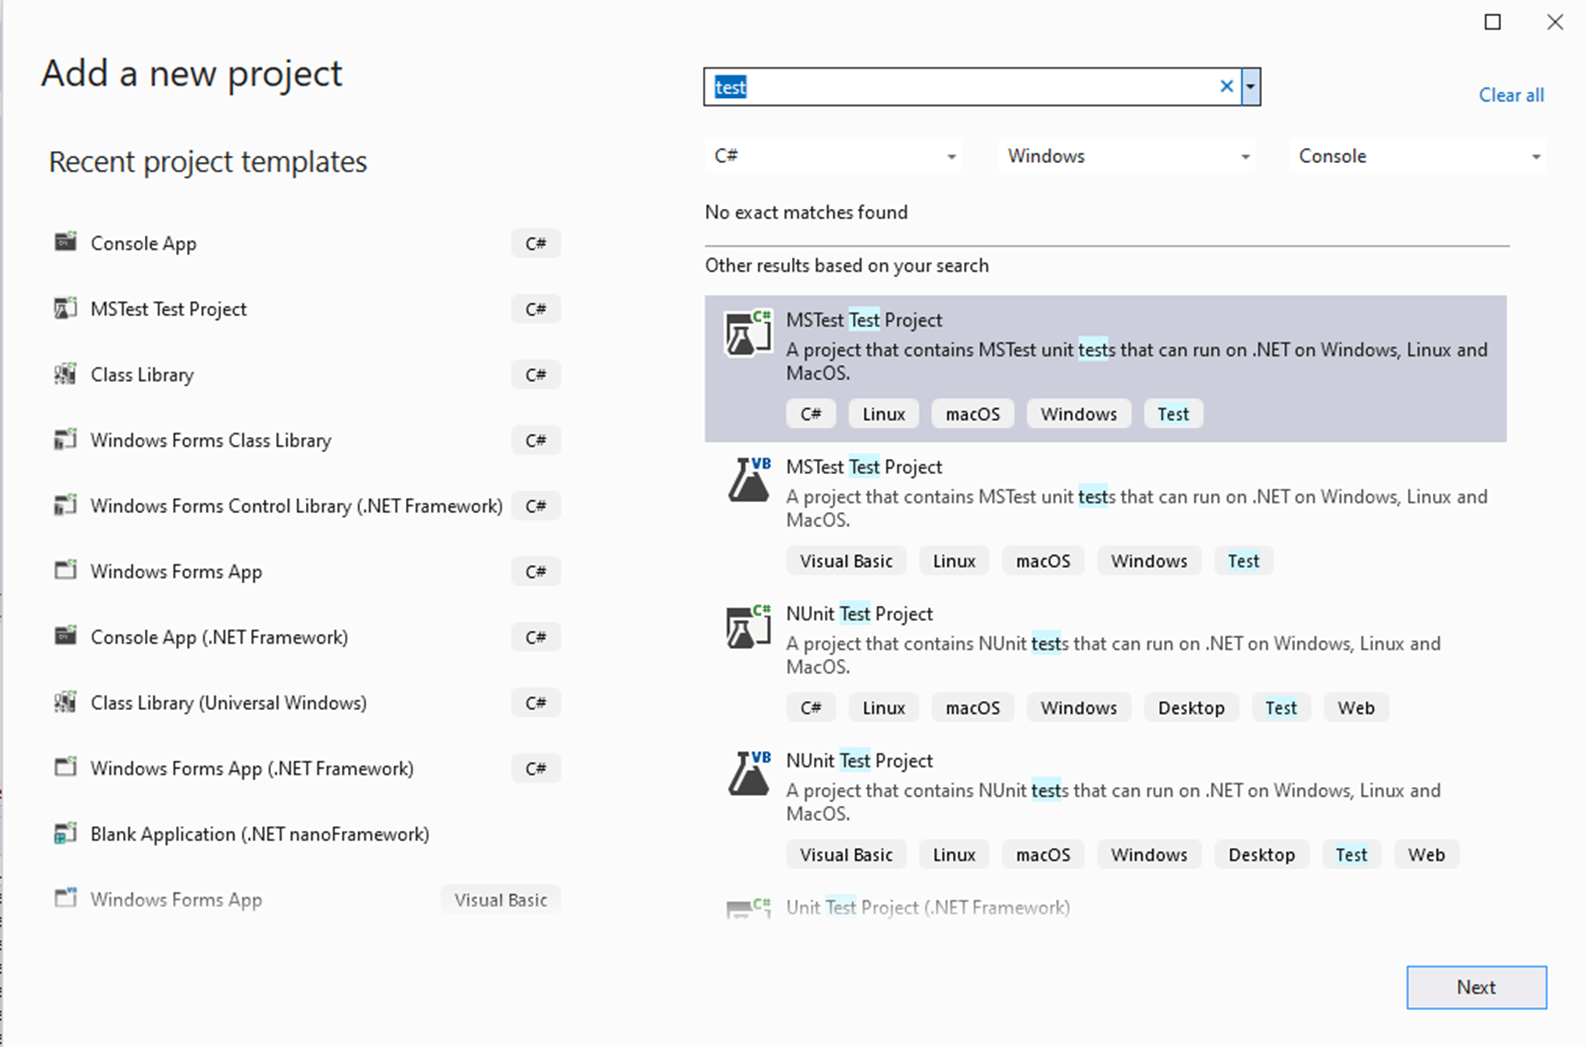 Add a new project
test
Clear all
Recent project templates
C#
Windows
Console
No exact matches found
Other results based on your search
Console App
C#
MSTest Test Project
C#
Class Library
C#
Windows Forms Class Library
C#
Windows Forms Control Library (.NET Framework)
C#
Windows Forms App
C#
Console App (.NET Framework)
C#
Class Library (Universal Windows)
C#
Windows Forms App (.NET Framework)
C#
Blank Application (.NET nanoFramework)
Windows Forms App
Visual Basic
C#
MSTest Test Project
A project that contains MSTest unit tests that can run on .NET on Windows, Linux and
MacOS.
C# Linux macOS Windows Test
VB
MSTest Test Project
A project that contains MSTest unit tests that can run on .NET on Windows, Linux and
MacOS.
Visual Basic Linux macOS Windows Test
C#
NUnit Test Project
A project that contains NUnit tests that can run on .NET on Windows, Linux and
MacOS.
C# Linux macOS Windows Desktop Test Web
VB
NUnit Test Project
A project that contains NUnit tests that can run on .NET on Windows, Linux and
MacOS.
Visual Basic Linux macOS Windows Desktop Test Web
C#
Unit Test Project (.NET Framework)
Next